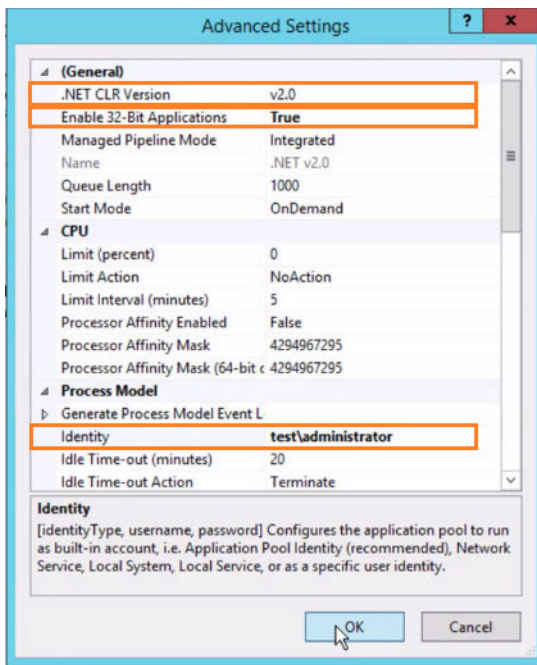 Advanced Settings
? x
(General)
.NET CLR Version v2.0
Enable 32-Bit Applications True
Managed Pipeline Mode Integrated
Name .NET v2.0
Queue Length 1000
Start Mode OnDemand
CPU
Limit (percent) 0
Limit Action NoAction
Limit Interval (minutes) 5
Processor Affinity Enabled False
Processor Affinity Mask 4294967295
Processor Affinity Mask (64-bit c 4294967295
Process Model
Generate Process Model Event L
Identity test\administrator
Idle Time-out (minutes) 20
Idle Time-out Action Terminate
Identity
[identityType, username, password] Configures the application pool to run
as built-in account, i.e. Application Pool Identity (recommended), Network
Service, Local System, Local Service, or as a specific user identity.
OK Cancel